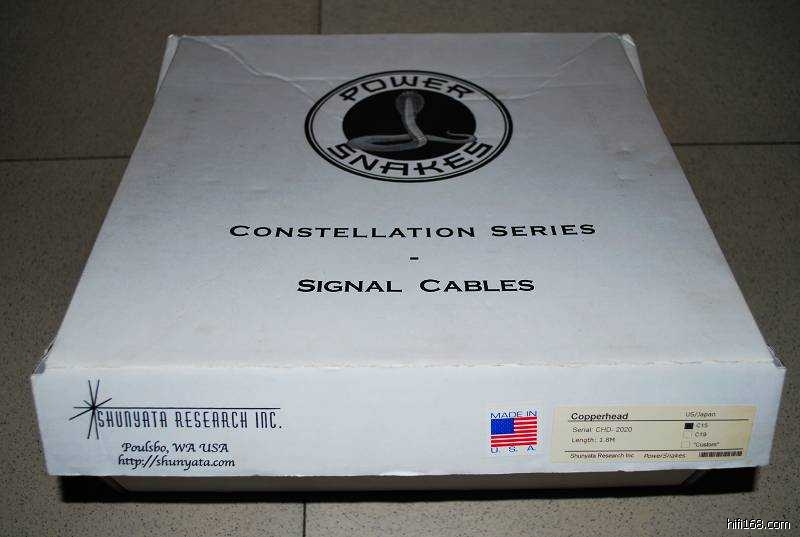 POWER
SNAKES
CONSTELLATION SERIES
-
SIGNAL CABLES
SHUNYATA RESEARCH INC.
Poulsbo, WA USA
http://shunyata.com
MADE IN
U.S.A.
Copperhead US/Japan
Serial: CHD-2020 C15
Length: 1.8M C19
"Custom"
Shunyata Research Inc PowerSnakes
hifi168.com